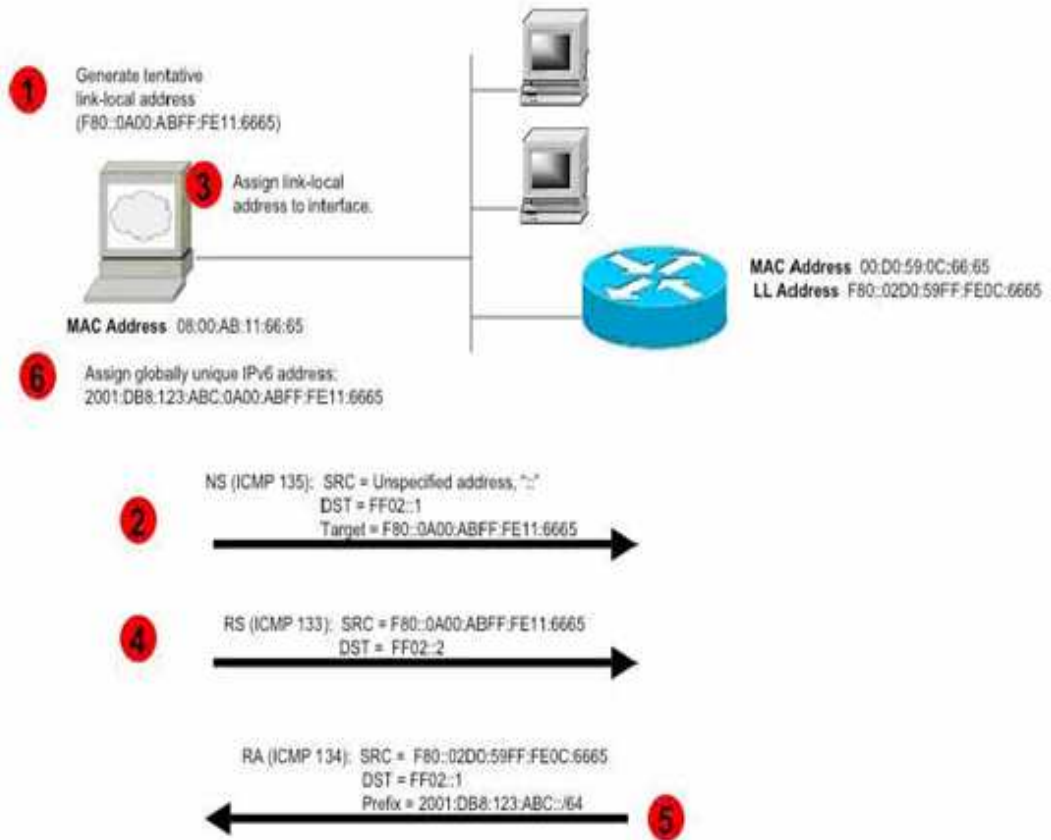 1
Generate tentative
link-local address
(F80::0A00:ABFF:FE11:6665)
3
Assign link-local
address to interface.
MAC Address 00:D0:59:0C:66:65
LL Address F80::02D0:59FF:FE0C:6665
MAC Address 08:00:AB:11:66:65
6
Assign globally unique IPv6 address:
2001:DB8:123:ABC:0A00:ABFF:FE11:6665
2
NS (ICMP 135): SRC = Unspecified address, "::"
DST = FF02::1
Target = F80::0A00:ABFF:FE11:6665
4
RS (ICMP 133): SRC = F80::0A00:ABFF:FE11:6665
DST = FF02::2
RA (ICMP 134): SRC = F80::02D0:59FF:FE0C:6665
DST = FF02::1
Prefix = 2001:DB8:123:ABC::/64
5